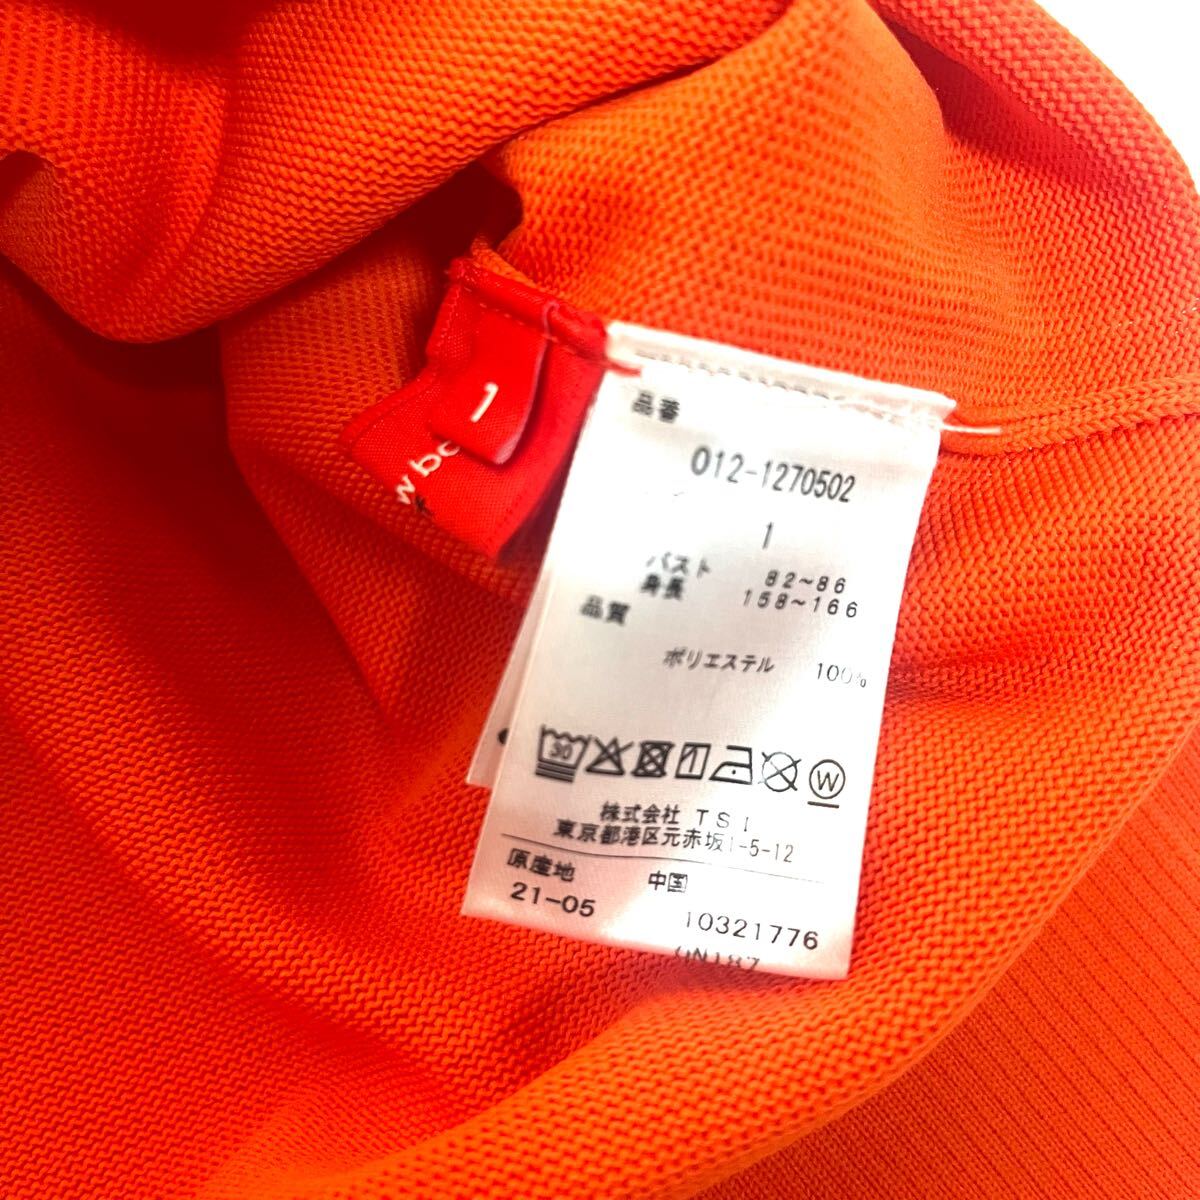 1
品番
012-1270502
1
バスト 82~86
身長 158~166
品質
ポリエステル 100%
30
W
株式会社 TSI
東京都港区元赤坂1-5-12
原産地 中国
21-05 10321776